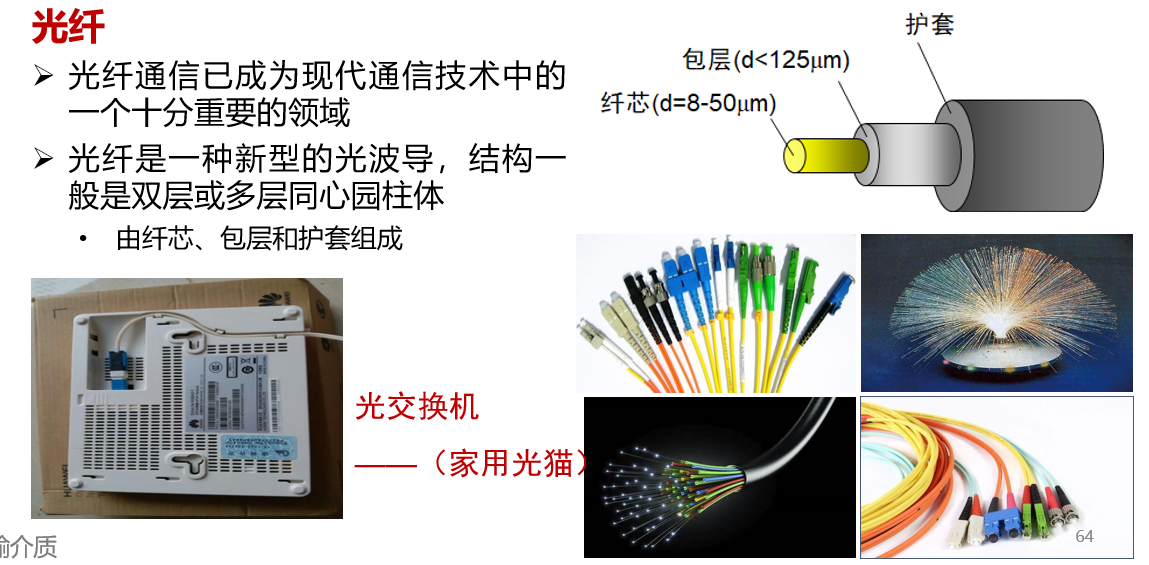 光纤
光纤通信已成为现代通信技术中的
一个十分重要的领域
光纤是一种新型的光波导，结构一
般是双层或多层同心园柱体
• 由纤芯、包层和护套组成
护套
包层(d<125μm)
纤芯(d=8-50μm)
HUAWEI
光交换机
——（家用光猫）
64
输介质